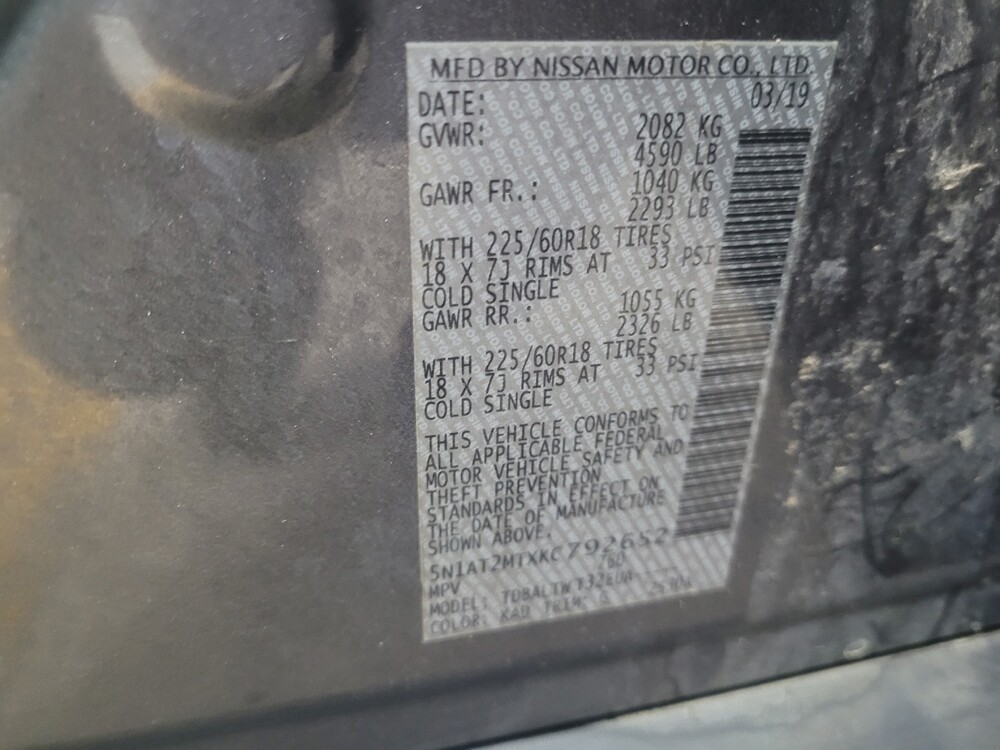 MFD BY NISSAN MOTOR CO., LTD.
DATE: 03/19
GVWR: 2082 KG
4590 LB
GAWR FR.: 1040 KG
2293 LB
WITH 225/60R18 TIRES
18 X 7J RIMS AT 33 PSI
COLD SINGLE
GAWR RR.: 1055 KG
2326 LB
WITH 225/60R18 TIRES
18 X 7J RIMS AT 33 PSI
COLD SINGLE
THIS VEHICLE CONFORMS TO
ALL APPLICABLE FEDERAL
MOTOR VEHICLE SAFETY AND
THEFT PREVENTION
STANDARDS IN EFFECT ON
THE DATE OF MANUFACTURE
SHOWN ABOVE.
5N1AT2MTXKC792652
MPV
MODEL:
COLOR: KAD TRIM: G